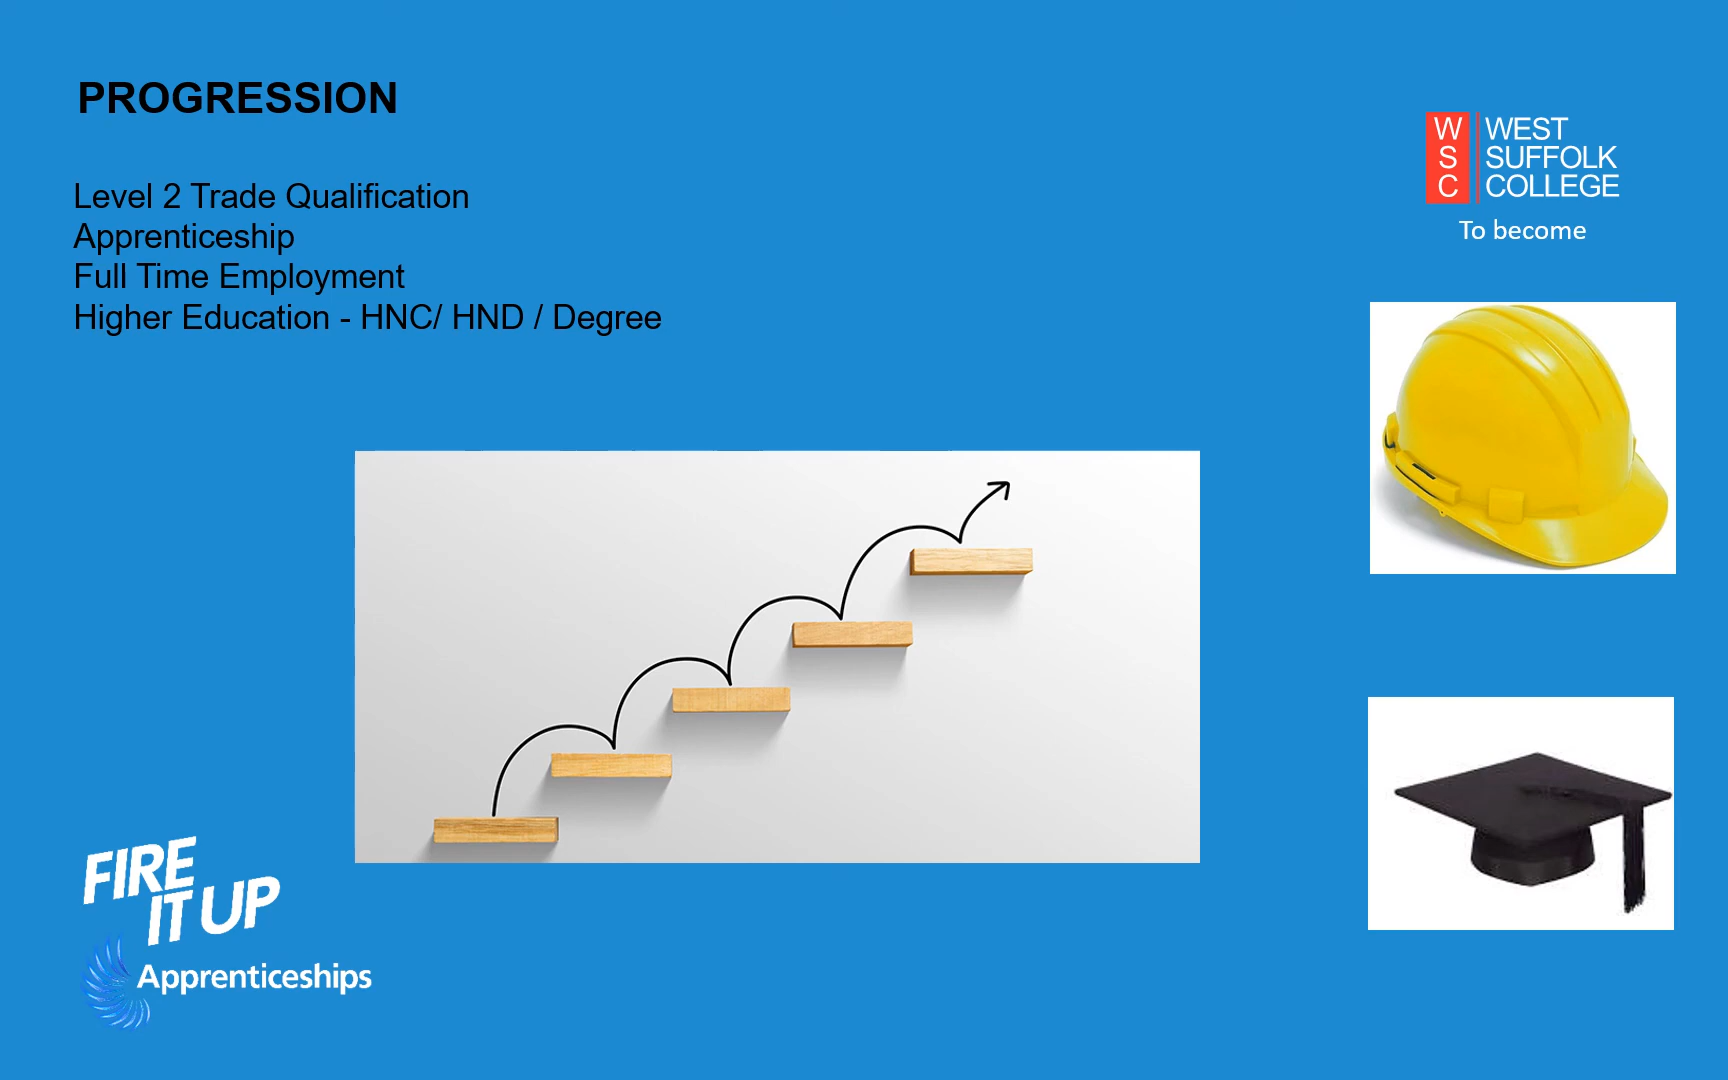 PROGRESSION
Level 2 Trade Qualification
Apprenticeship
Full Time Employment
Higher Education - HNC/ HND / Degree
W
S
C
WEST
SUFFOLK
COLLEGE
To become
FIRE
IT UP
Apprenticeships